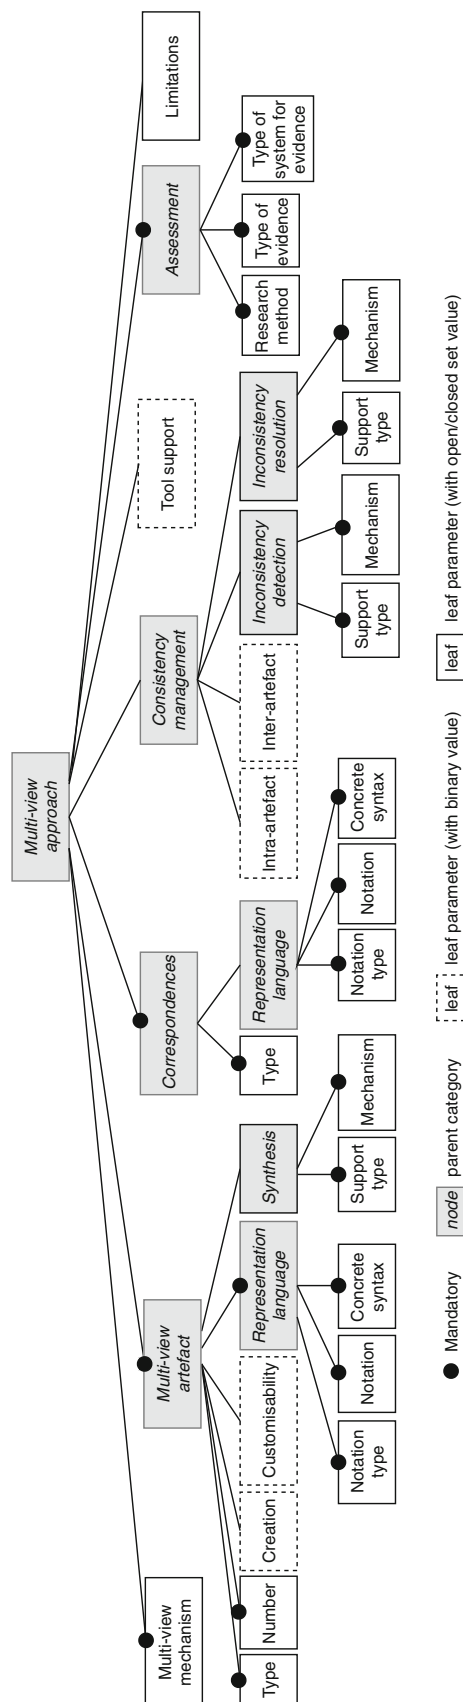 Multi-view
approach
Multi-view
mechanism
Multi-view
artefact
Correspondences
Consistency
management
Tool support
Assessment
Limitations
Type
Number
Creation
Customisability
Representation
language
Synthesis
Type
Representation
language
Intra-artefact
Inter-artefact
Inconsistency
detection
Inconsistency
resolution
Research
method
Type of
evidence
Type of
system for
evidence
Notation
type
Notation
Concrete
syntax
Support
type
Mechanism
Notation
type
Notation
Concrete
syntax
Support
type
Mechanism
Support
type
Mechanism
Mandatory
node parent category
leaf leaf parameter (with binary value)
leaf leaf parameter (with open/closed set value)